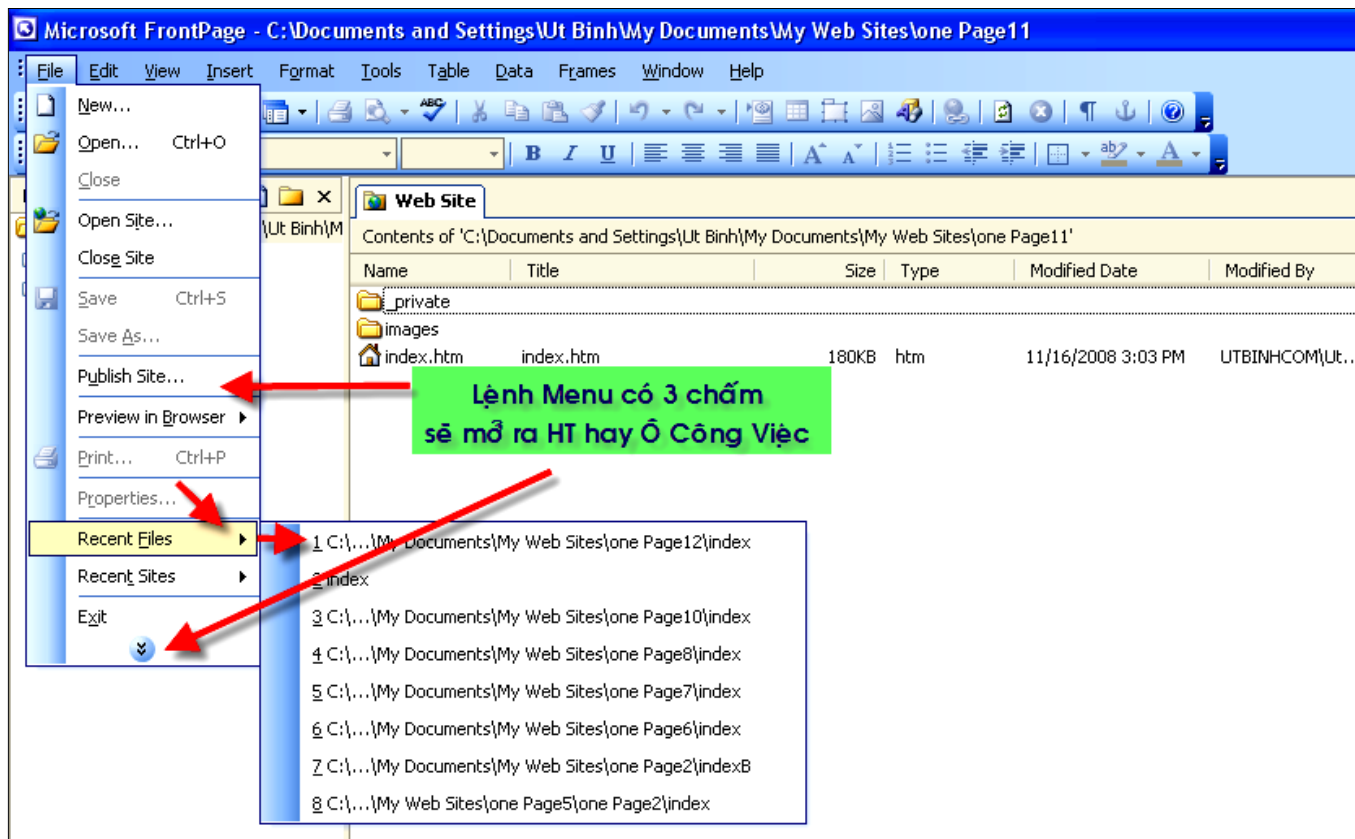 Microsoft FrontPage - C:\Documents and Settings\Ut Binh\My Documents\My Web Sites\one Page11
File Edit View Insert Format Tools Table Data Frames Window Help
New...
Open... Ctrl+O
Close
Open Site...
Close Site
Save Ctrl+S
Save As...
Publish Site...
Preview in Browser
Print... Ctrl+P
Properties...
Recent Files
Recent Sites
Exit
ABC
B I U A A ab A
\Ut Binh\M
Web Site
Contents of 'C:\Documents and Settings\Ut Binh\My Documents\My Web Sites\one Page11'
Name Title Size Type Modified Date Modified By
_private
images
index.htm index.htm 180KB htm 11/16/2008 3:03 PM UTBINHCOM\Ut...
Lệnh Menu có 3 chấm
sẽ mở ra HT hay Ô Công Việc
1 C:\...\My Documents\My Web Sites\one Page12\index
2 index
3 C:\...\My Documents\My Web Sites\one Page10\index
4 C:\...\My Documents\My Web Sites\one Page8\index
5 C:\...\My Documents\My Web Sites\one Page7\index
6 C:\...\My Documents\My Web Sites\one Page6\index
7 C:\...\My Documents\My Web Sites\one Page2\indexB
8 C:\...\My Web Sites\one Page5\one Page2\index